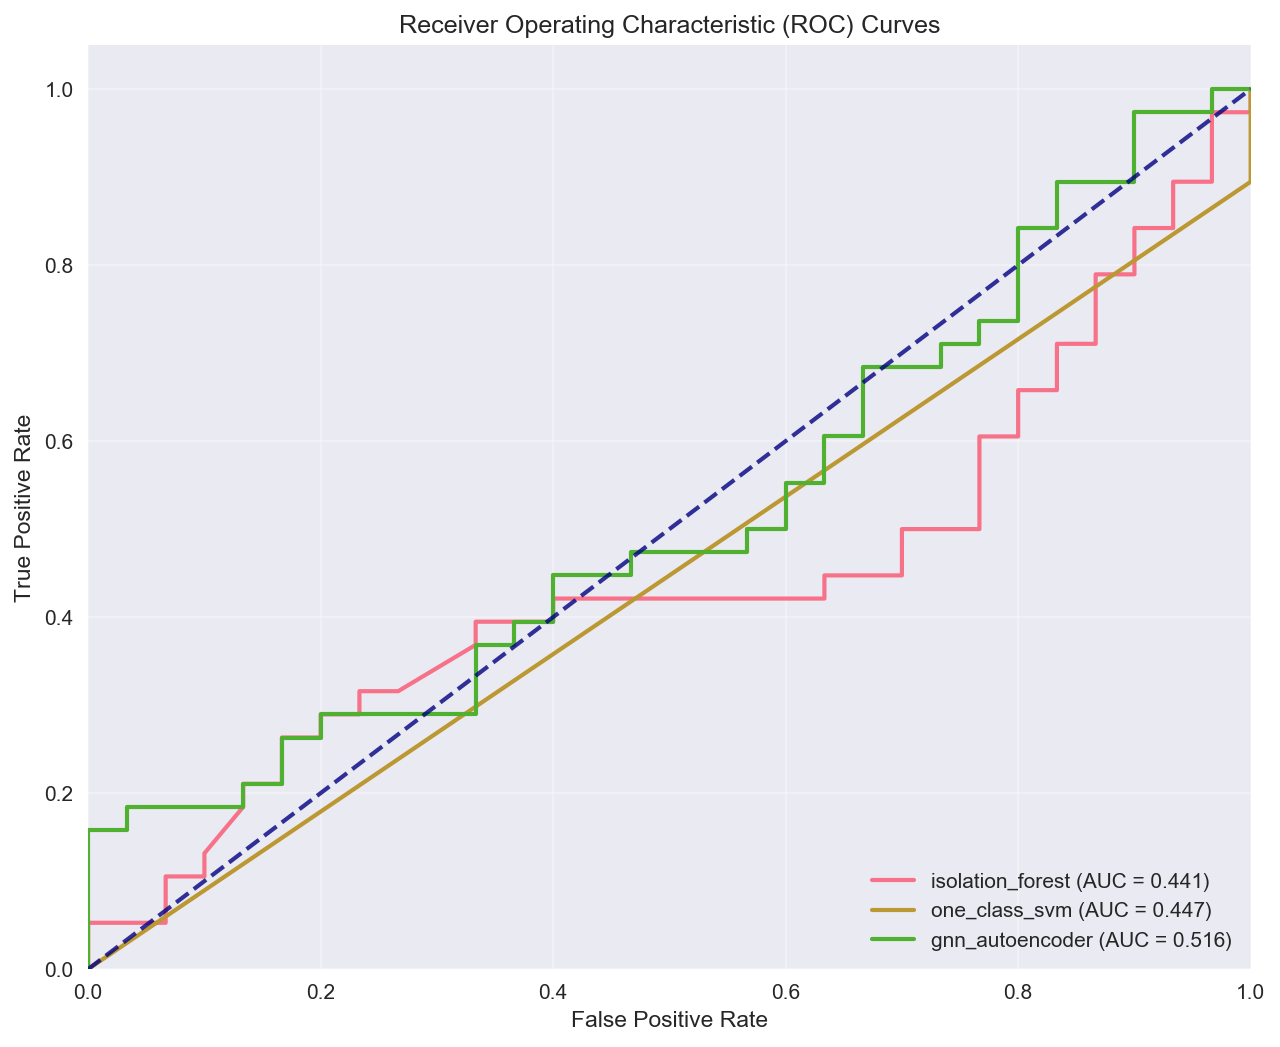 Receiver Operating Characteristic (ROC) Curves
1.0
0.8
0.6
0.4
0.2
0.0
True Positive Rate
0.0 0.2 0.4 0.6 0.8 1.0
False Positive Rate
isolation_forest (AUC = 0.441)
one_class_svm (AUC = 0.447)
gnn_autoencoder (AUC = 0.516)